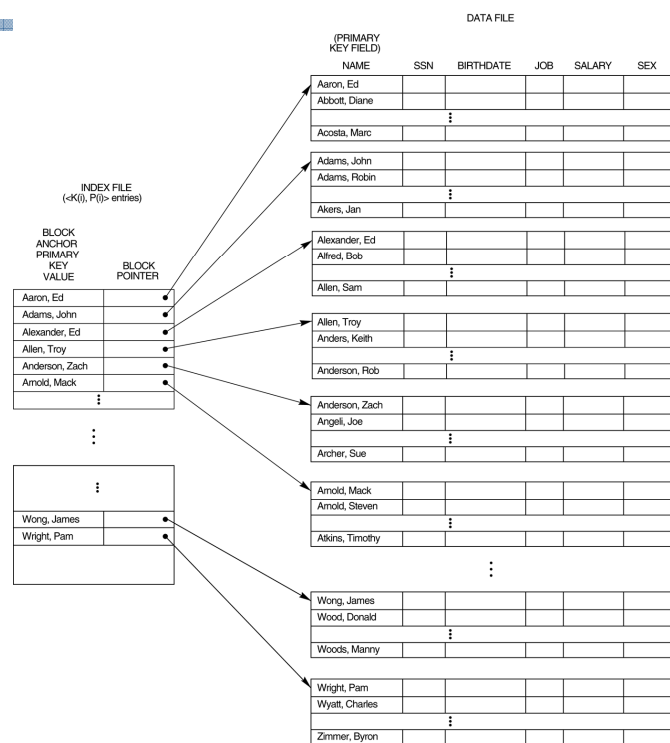 DATA FILE
(PRIMARY
KEY FIELD)
NAME SSN BIRTHDATE JOB SALARY SEX
Aaron, Ed
Abbott, Diane
Acosta, Marc
Adams, John
Adams, Robin
Akers, Jan
Alexander, Ed
Alfred, Bob
Allen, Sam
Allen, Troy
Anders, Keith
Anderson, Rob
Anderson, Zach
Angeli, Joe
Archer, Sue
Arnold, Mack
Arnold, Steven
Atkins, Timothy
Wong, James
Wood, Donald
Woods, Manny
Wright, Pam
Wyatt, Charles
Zimmer, Byron
INDEX FILE
(<K(i), P(i)> entries)
BLOCK
ANCHOR
PRIMARY
KEY
VALUE
BLOCK
POINTER
Aaron, Ed
Adams, John
Alexander, Ed
Allen, Troy
Anderson, Zach
Arnold, Mack
Wong, James
Wright, Pam